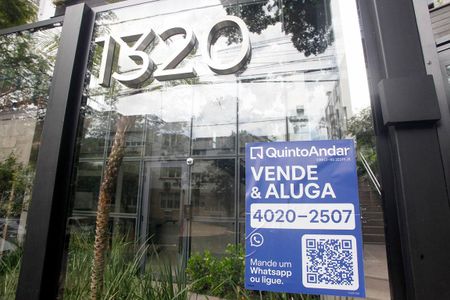 1320
QuintoAndar
VENDE
& ALUGA
4020-2507
Mande um
Whatsapp
ou ligue.